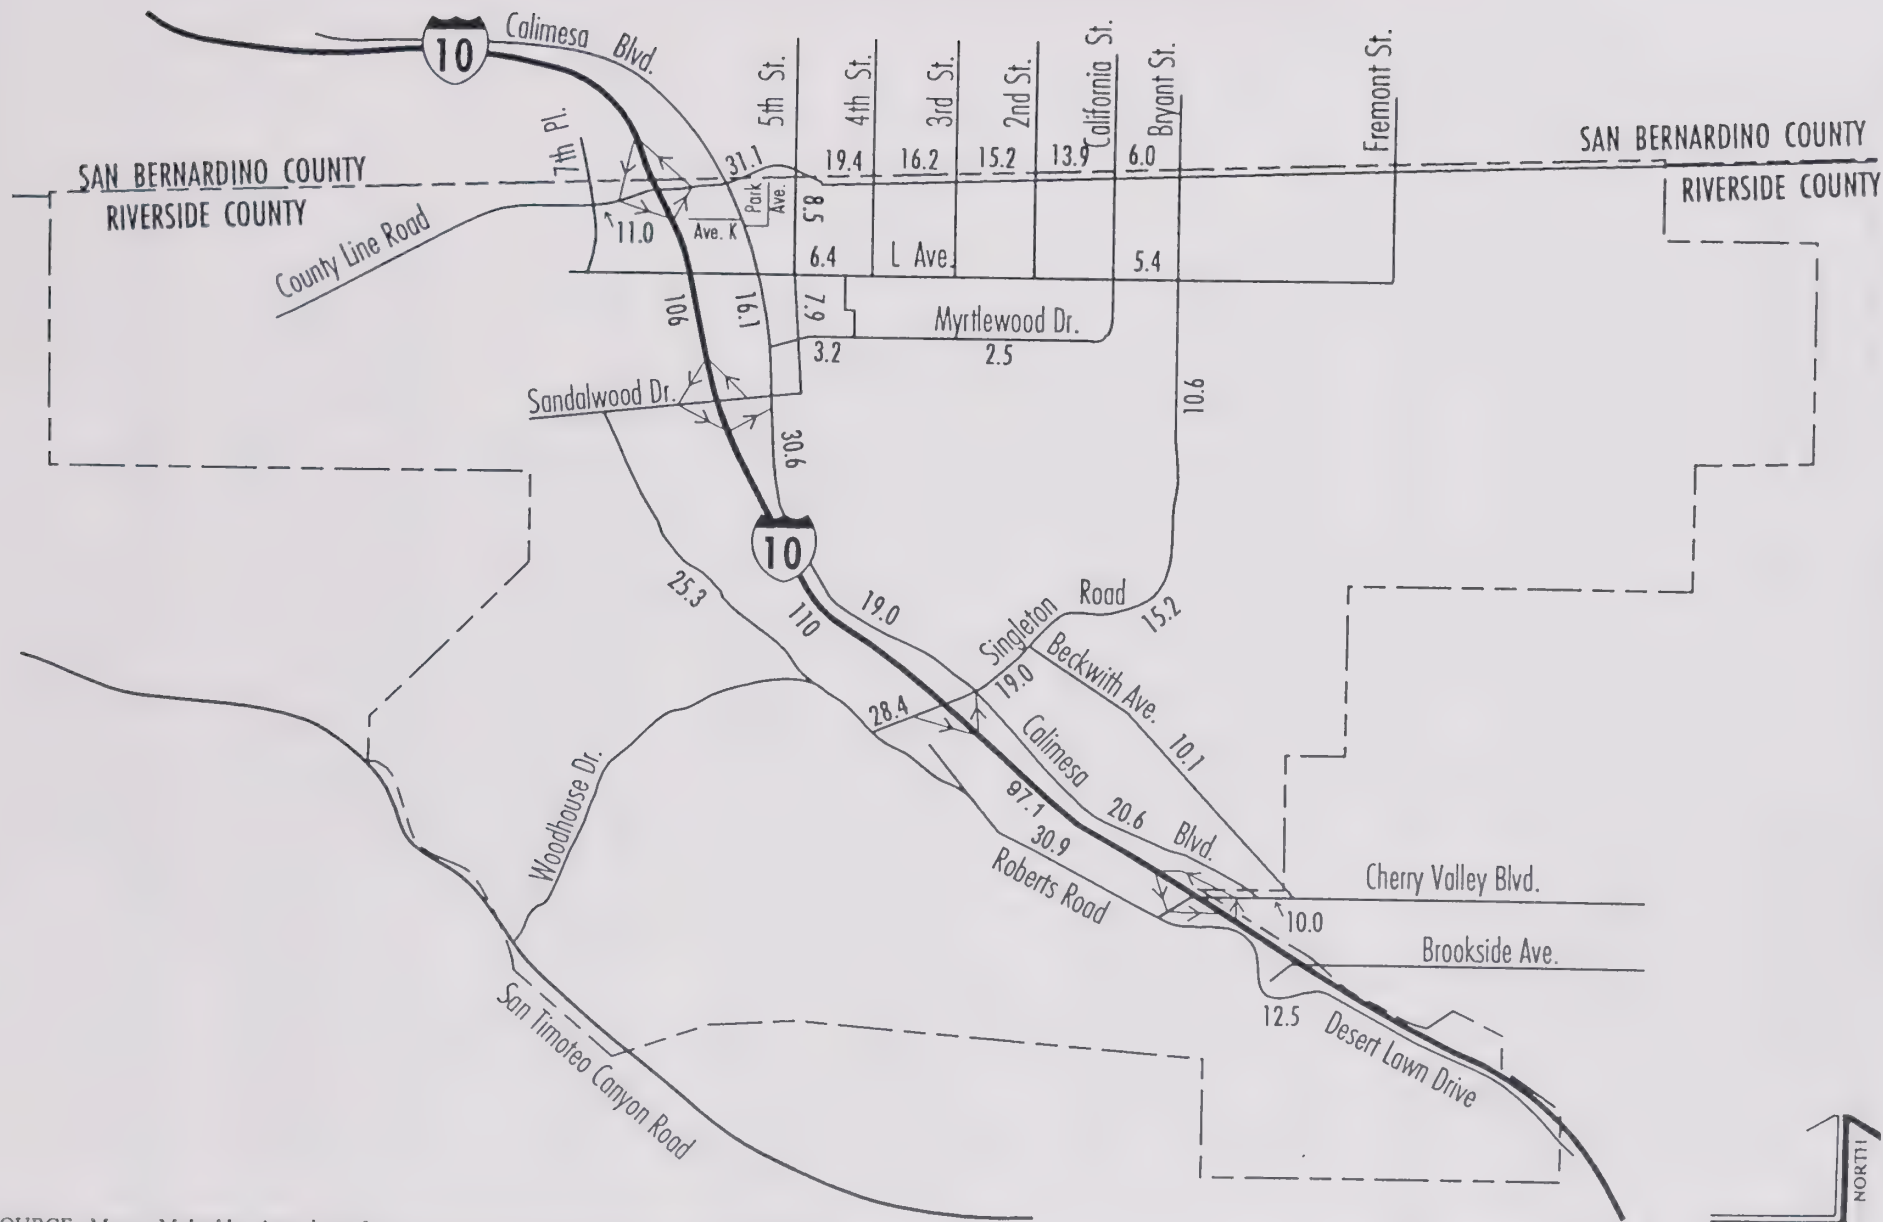 10
Calimesa Blvd.
5th St.
4th St.
3rd St.
2nd St.
California St.
Bryant St.
Fremont St.
7th Pl.
SAN BERNARDINO COUNTY
RIVERSIDE COUNTY
SAN BERNARDINO COUNTY
RIVERSIDE COUNTY
31.1
19.4
16.2
15.2
13.9
6.0
County Line Road
11.0
Ave. K
Park Ave.
8.5
6.4
L Ave.
5.4
106
16.1
7.9
Myrtlewood Dr.
3.2
2.5
Sandalwood Dr.
10.6
30.6
10
25.3
110
19.0
Singleton Road
15.2
19.0
Beckwith Ave.
28.4
10.1
Calimesa Blvd.
97.1
20.6
30.9
Woodhouse Dr.
Roberts Road
Cherry Valley Blvd.
10.0
Brookside Ave.
12.5
Desert Lawn Drive
San Timoteo Canyon Road
NORTH